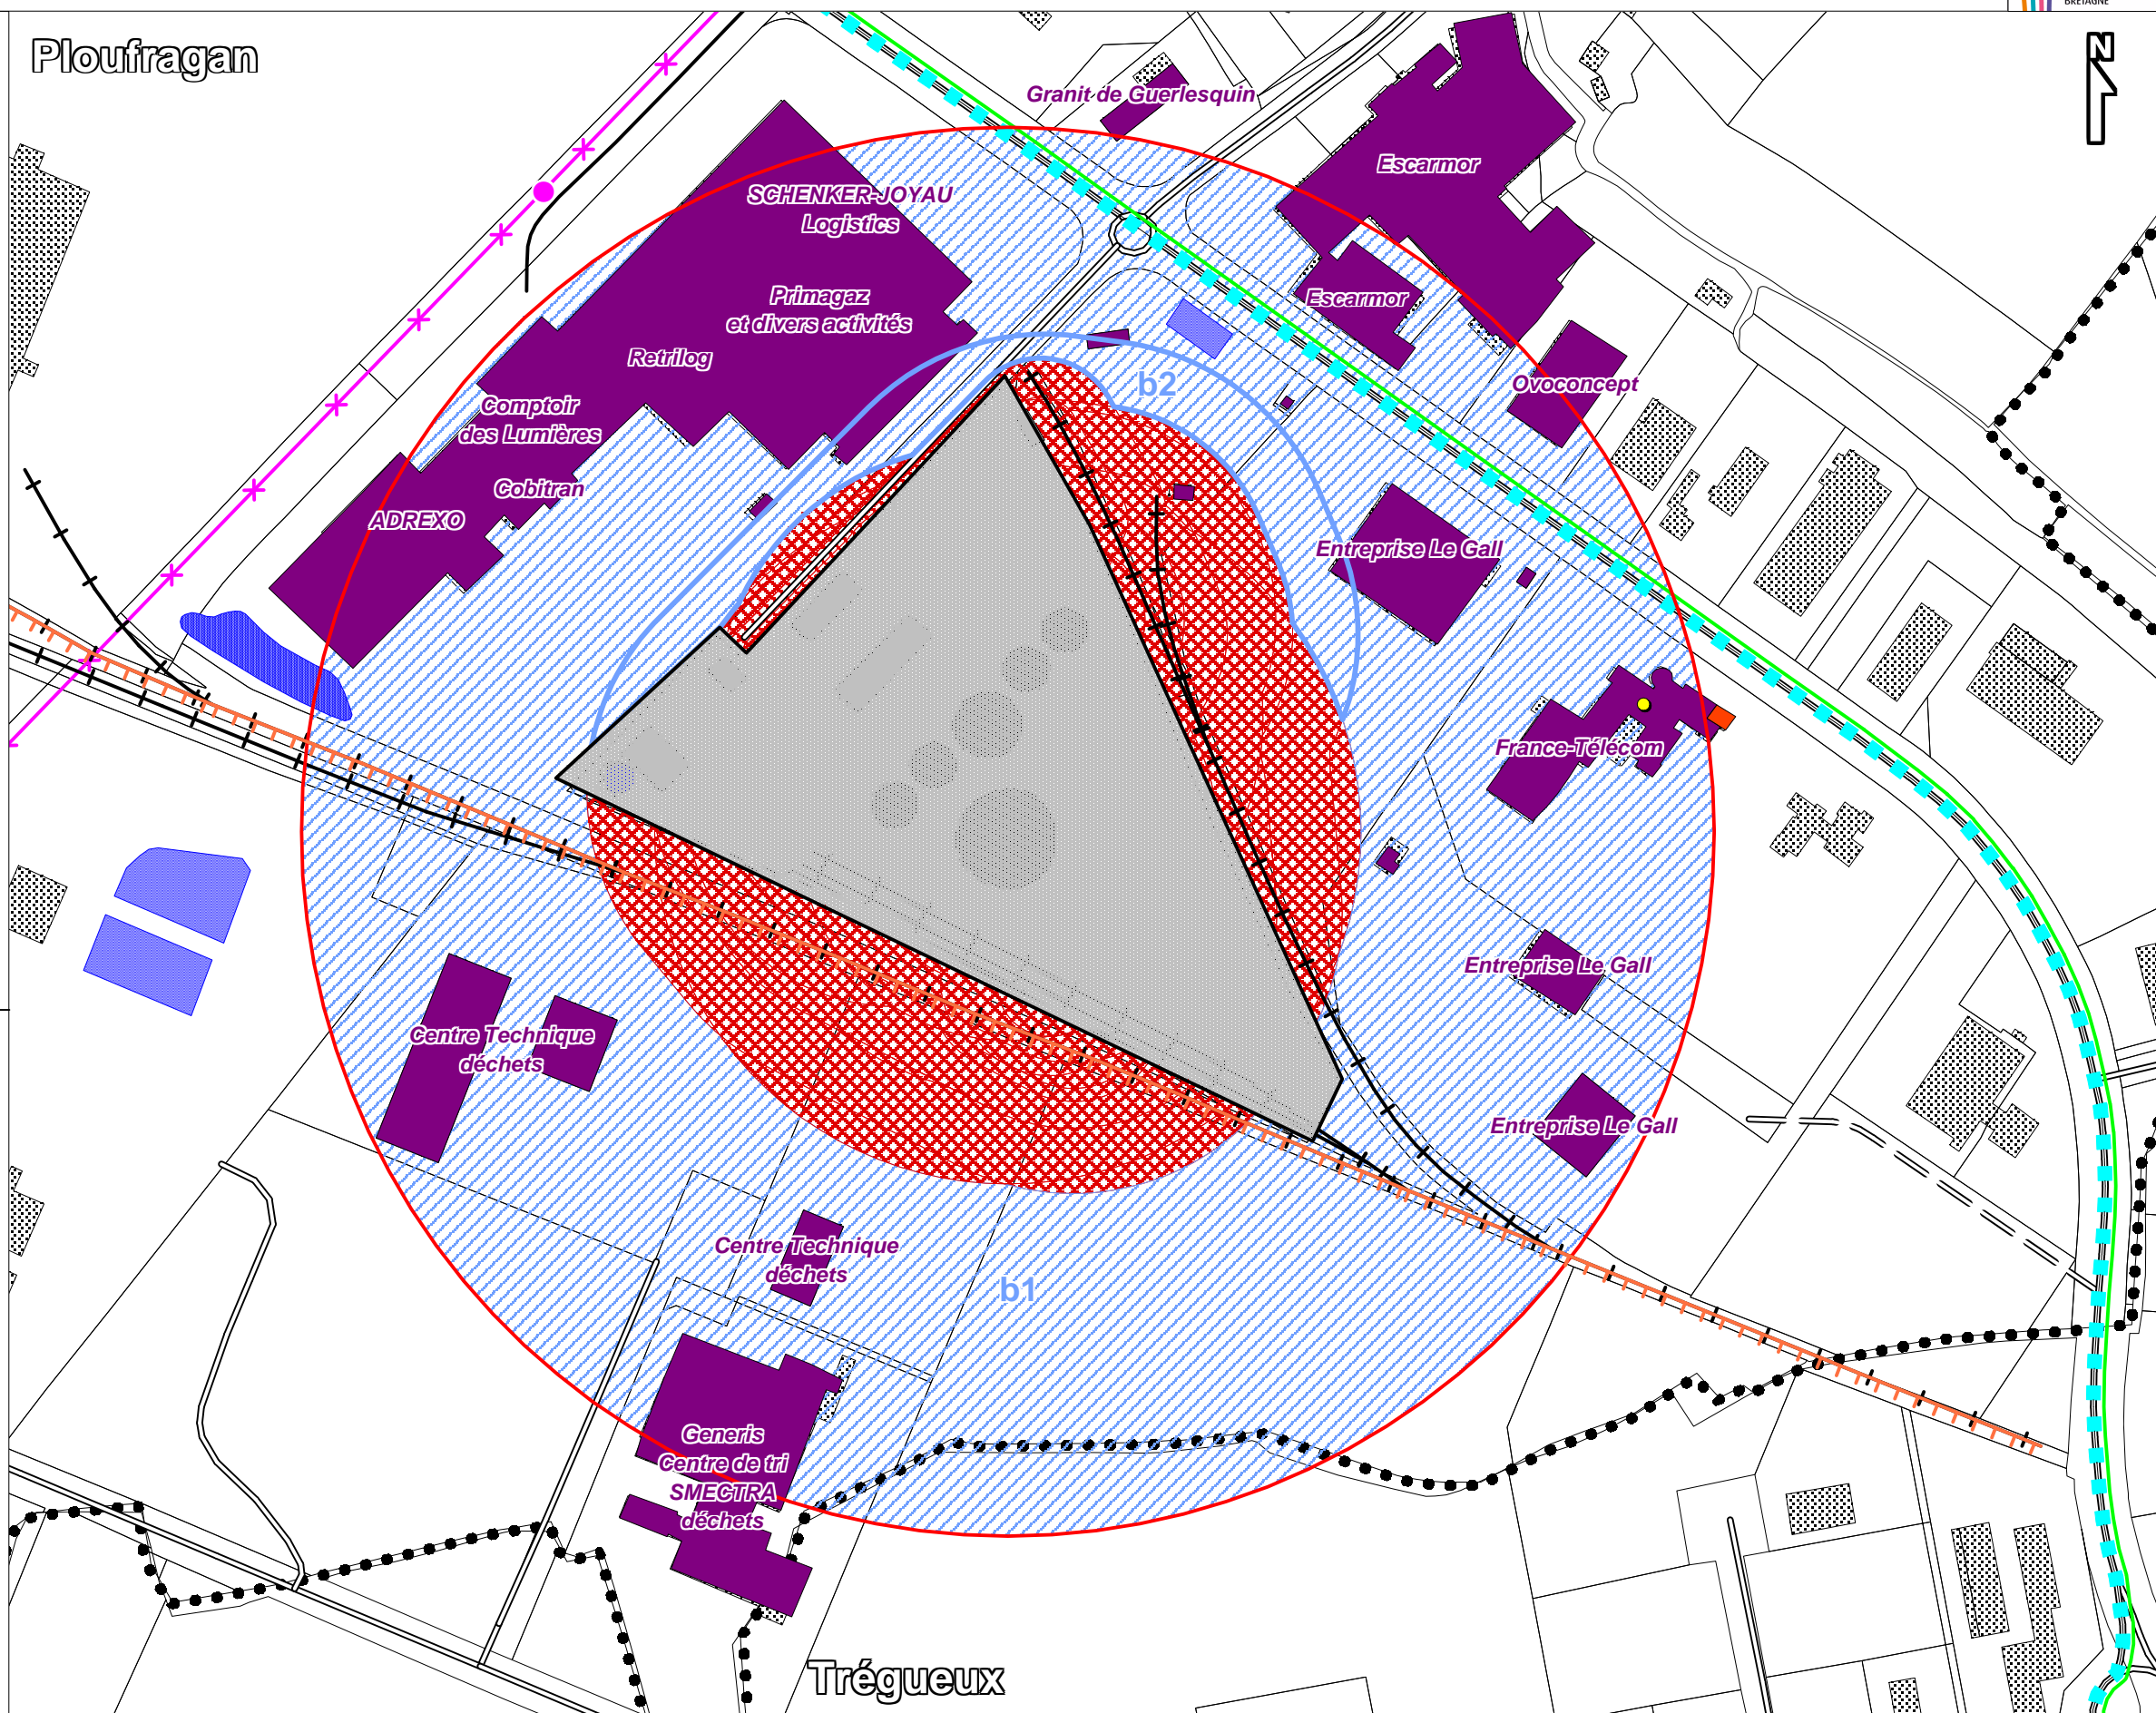 BRETAGNE
Ploufragan
N
Granit de Guerlesquin
Escarmor
SCHENKER-JOYAU
Logistics
Primagaz
et divers activités
Escarmor
Retrilog
b2
Ovoconcept
Comptoir
des Lumières
Cobitran
ADREXO
Entreprise Le Gall
France-Télécom
Entreprise Le Gall
Centre Technique
déchets
Entreprise Le Gall
Centre Technique
déchets
b1
Generis
Centre de tri
SMECTRA
déchets
Trégueux